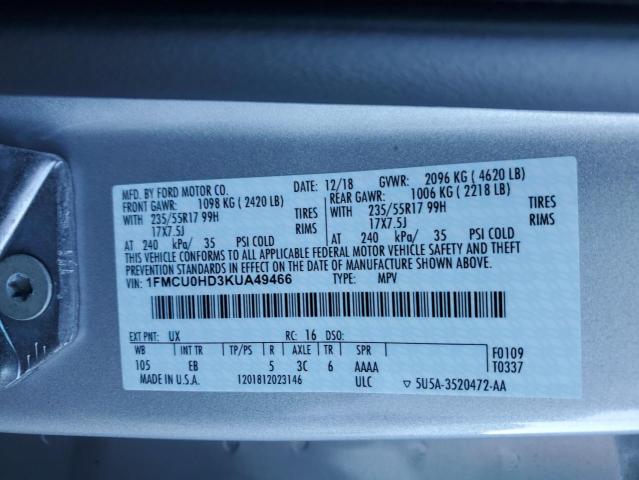 MFD. BY FORD MOTOR CO. DATE: 12/18 GVWR: 2096 KG ( 4620 LB)
FRONT GAWR: 1098 KG ( 2420 LB) REAR GAWR: 1006 KG ( 2218 LB)
WITH 235/55R17 99H TIRES WITH 235/55R17 99H TIRES
17X7.5J RIMS 17X7.5J RIMS
AT 240 kPa/ 35 PSI COLD AT 240 kPa/ 35 PSI COLD
THIS VEHICLE CONFORMS TO ALL APPLICABLE FEDERAL MOTOR VEHICLE SAFETY AND THEFT
PREVENTION STANDARDS IN EFFECT ON THE DATE OF MANUFACTURE SHOWN ABOVE.
VIN: 1FMCU0HD3KUA49466 TYPE: MPV
EXT PNT: UX RC: 16 DSO:
WB INT TR TP/PS R AXLE TR SPR F0109
105 EB 5 3C 6 AAAA T0337
MADE IN U.S.A. 1201812023146 ULC ▽ 5U5A-3520472-AA